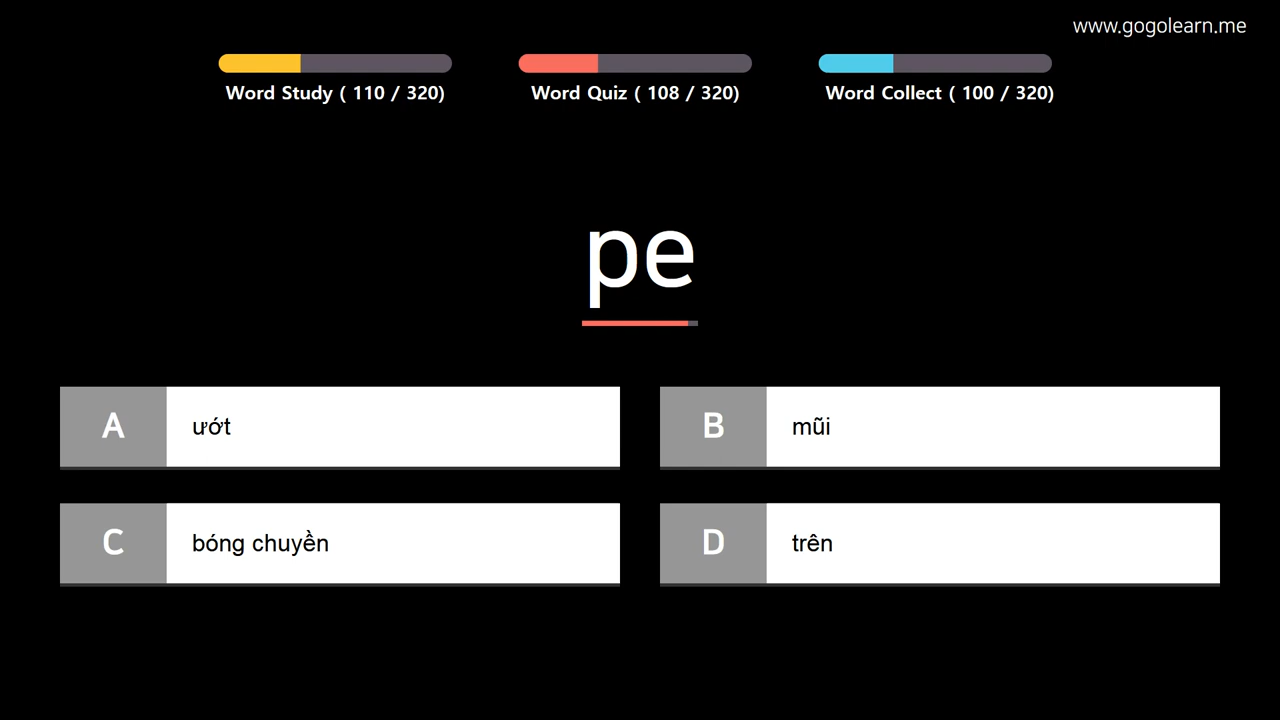 www.gogolearn.me
Word Study ( 110 / 320)
Word Quiz ( 108 / 320)
Word Collect ( 100 / 320)
pe
A
ướt
B
mũi
C
bóng chuyền
D
trên